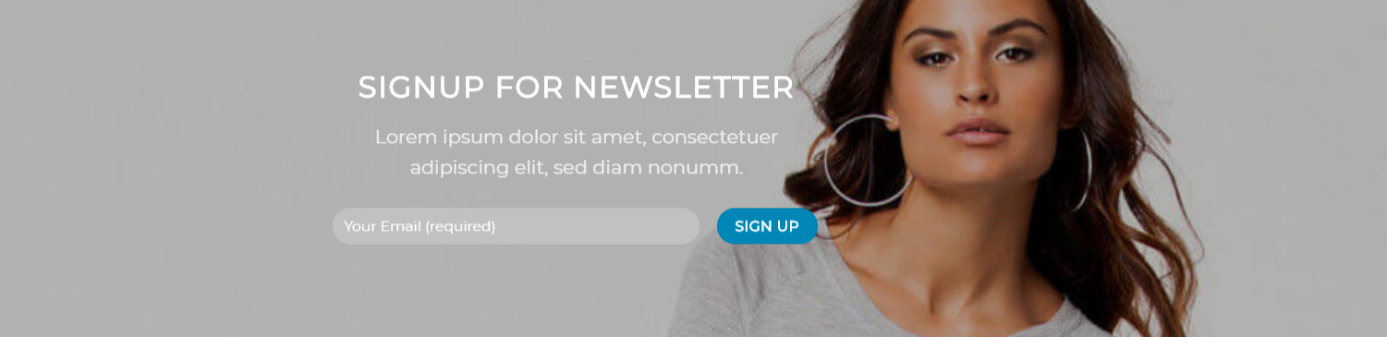 SIGNUP FOR NEWSLETTER
Lorem ipsum dolor sit amet, consectetuer
adipiscing elit, sed diam nonumm.
Your Email (required)
SIGN UP